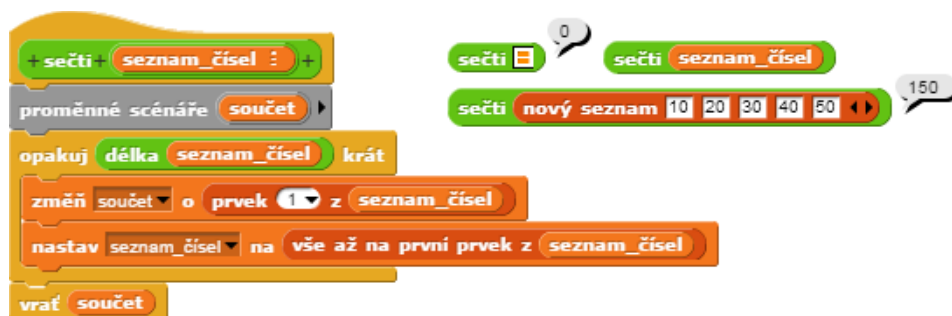 + sečti + seznam_čísel ⋮ +
proměnné scénáře součet
opakuj délka seznam_čísel krát
změň součet o prvek 1 z seznam_čísel
nastav seznam_čísel na vše až na první prvek z seznam_čísel
vrať součet
sečti
0
sečti seznam_čísel
sečti nový seznam 10 20 30 40 50
150